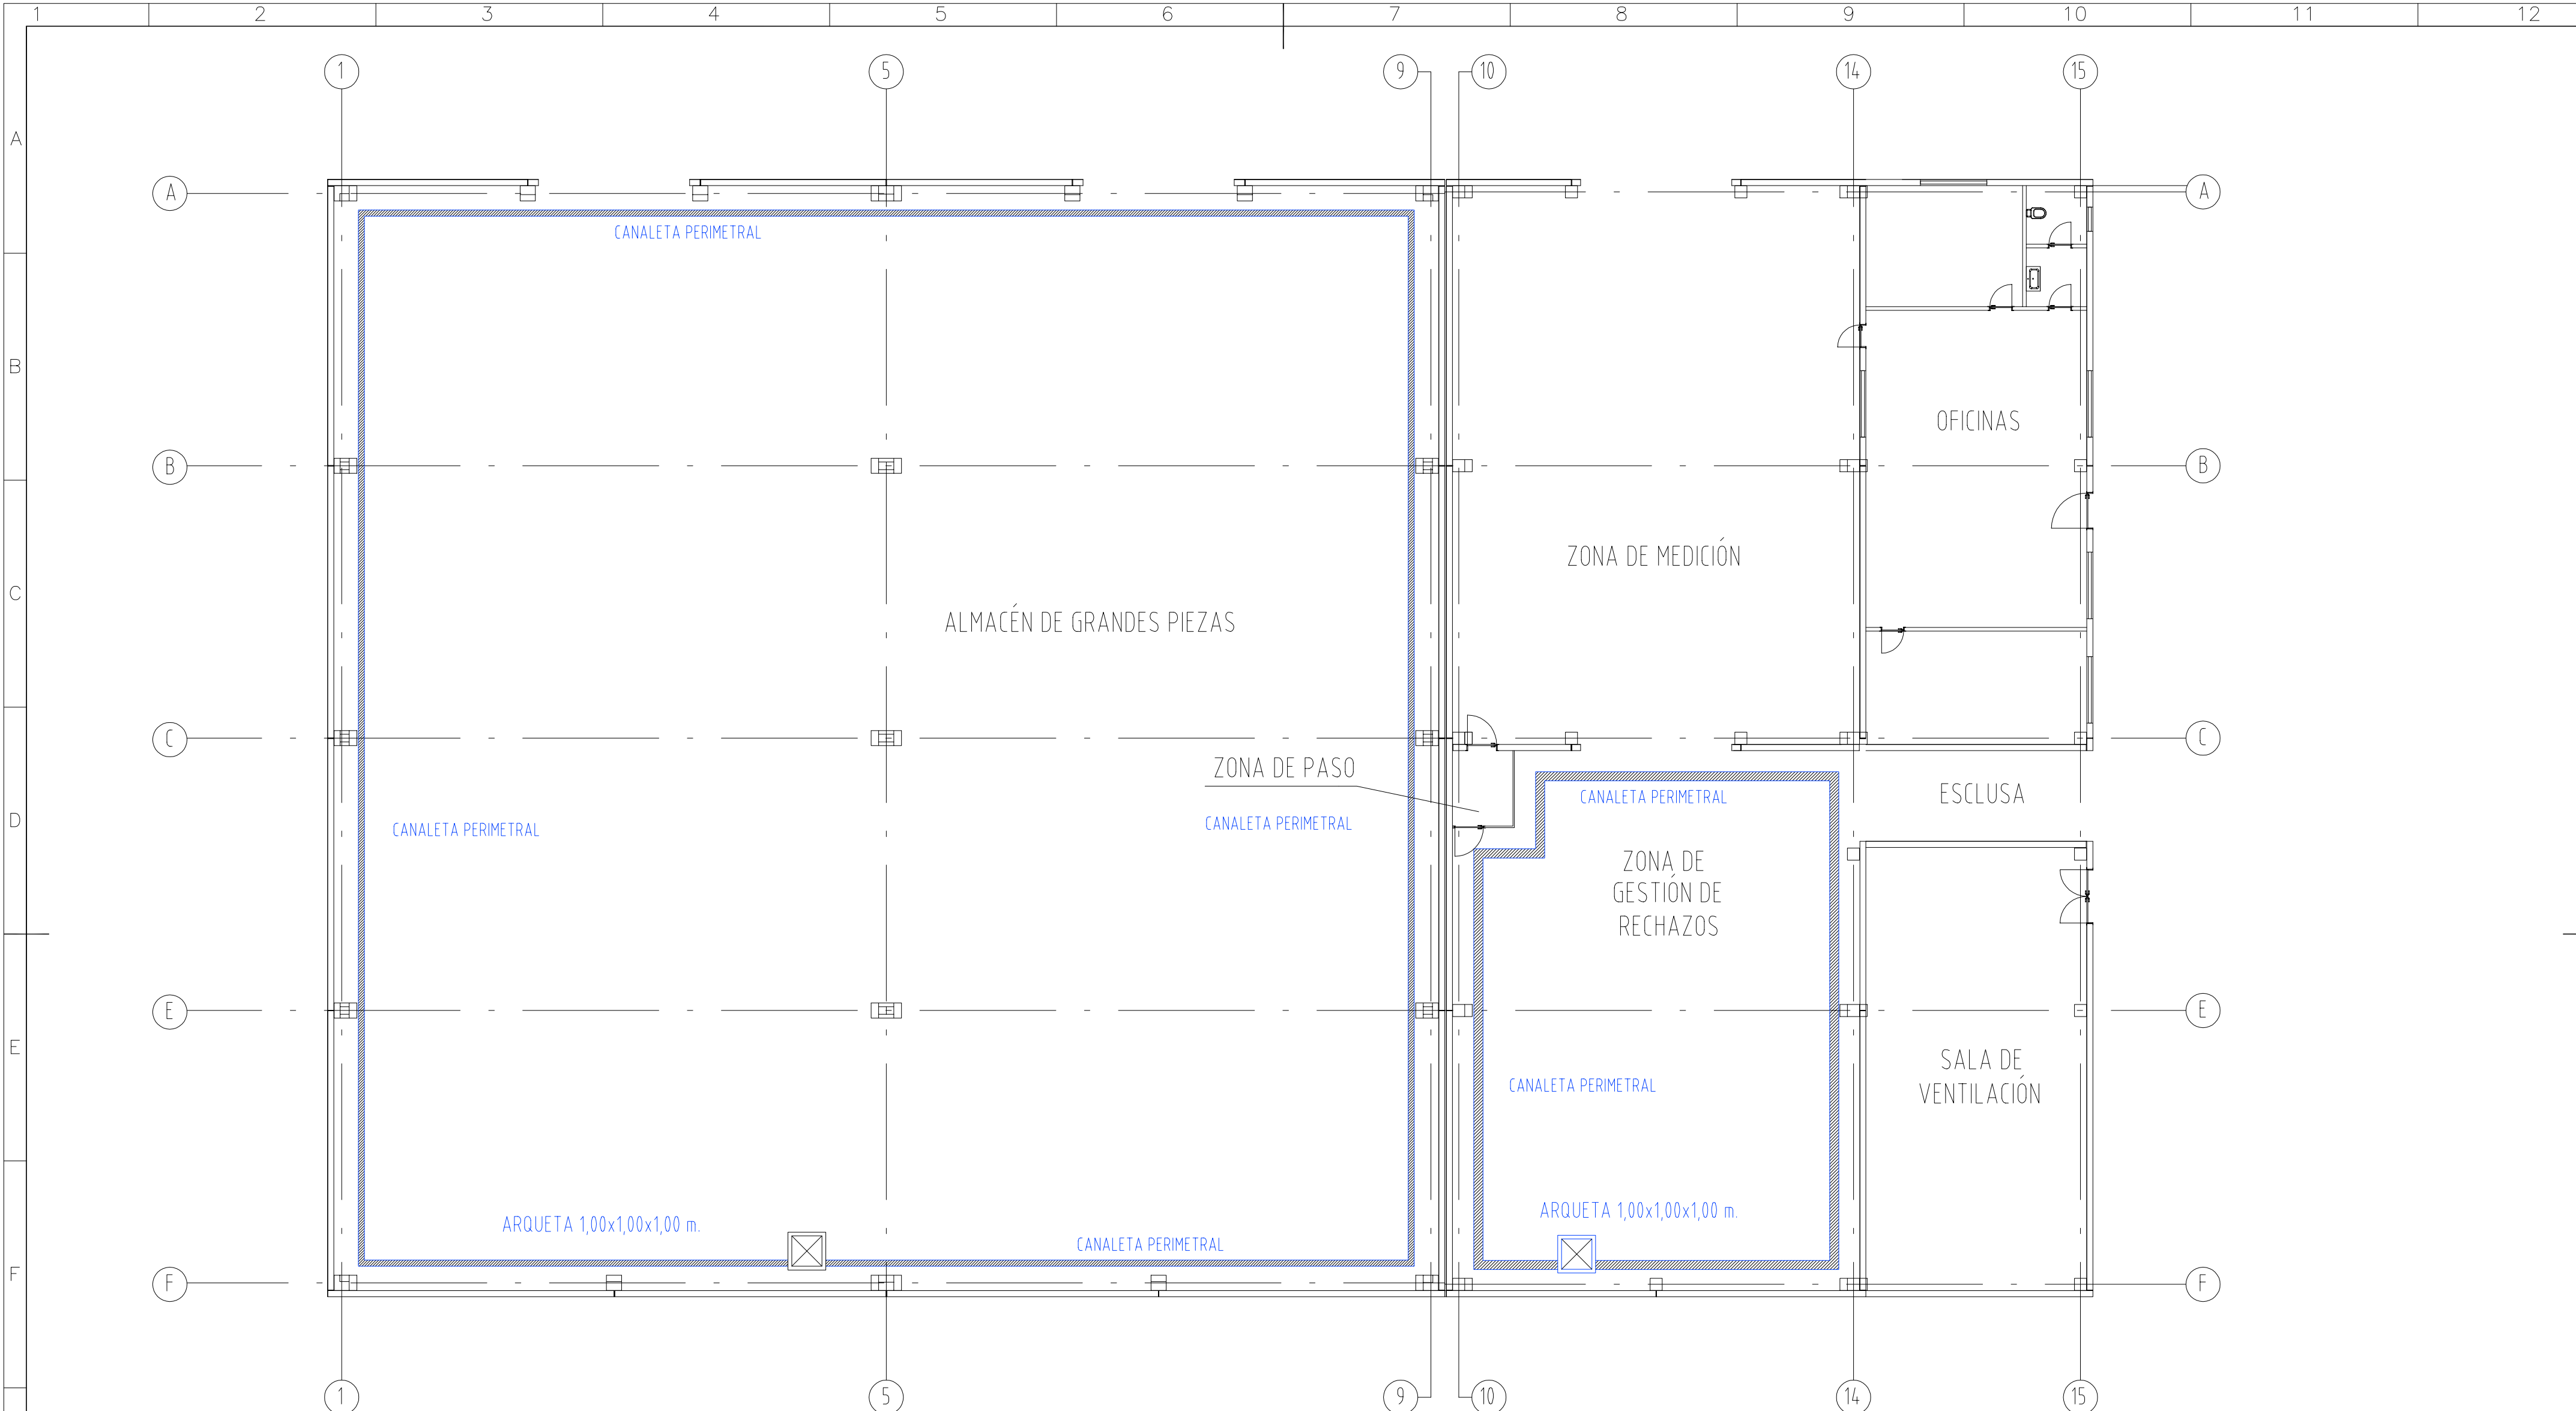 1 2 3 4 5 6 7 8 9 10 11 12
1 5 9 10 14 15
A
A A
CANALETA PERIMETRAL
B
OFICINAS
B B
ZONA DE MEDICIÓN
C
ALMACÉN DE GRANDES PIEZAS
C C
ZONA DE PASO
CANALETA PERIMETRAL
ESCLUSA
D
CANALETA PERIMETRAL
CANALETA PERIMETRAL
ZONA DE
GESTIÓN DE
RECHAZOS
E E
E
SALA DE
VENTILACIÓN
CANALETA PERIMETRAL
ARQUETA 1,00x1,00x1,00 m.
ARQUETA 1,00x1,00x1,00 m.
CANALETA PERIMETRAL
F
F F
1 5 9 10 14 15